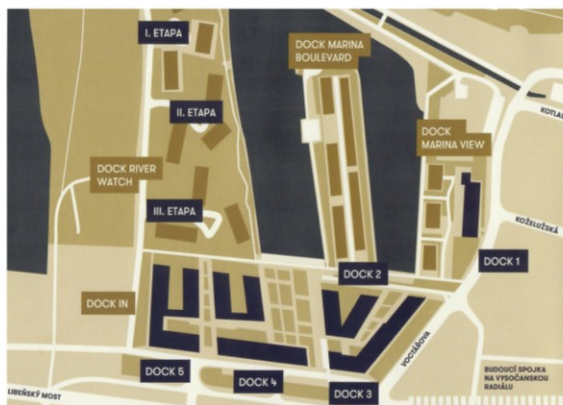 I. ETAPA
DOCK MARINA
BOULEVARD
II. ETAPA
KOTLAS
DOCK
MARINA VIEW
DOCK RIVER
WATCH
III. ETAPA
KOŽELUŽSKÁ
DOCK 1
DOCK 2
DOCK IN
VOCTÁŘOVA
DOCK 5
DOCK 4
DOCK 3
BUDOUCÍ SPOJKA
NA VYSOČANSKOU
RADIÁLU
LIBEŇSKÝ MOST